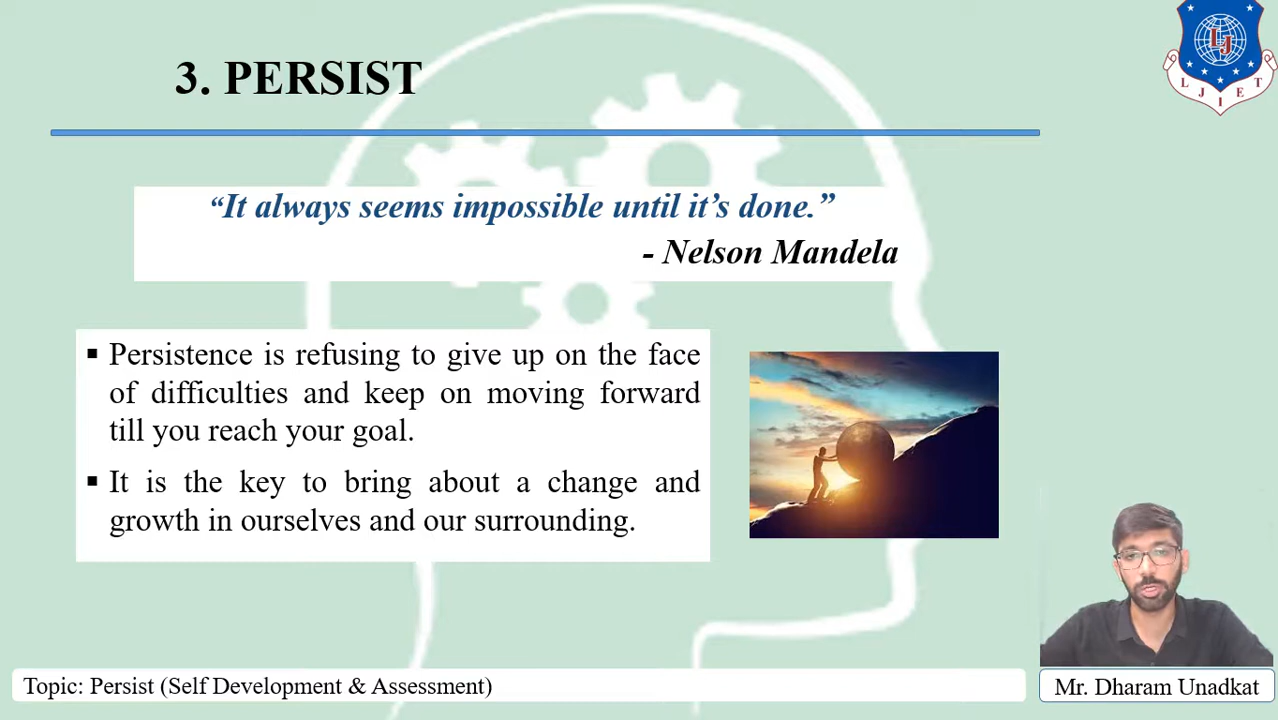 3. PERSIST
LJ
L J I E T
“It always seems impossible until it’s done.”
- Nelson Mandela
▪ Persistence is refusing to give up on the face
of difficulties and keep on moving forward
till you reach your goal.
▪ It is the key to bring about a change and
growth in ourselves and our surrounding.
Topic: Persist (Self Development & Assessment)
Mr. Dharam Unadkat